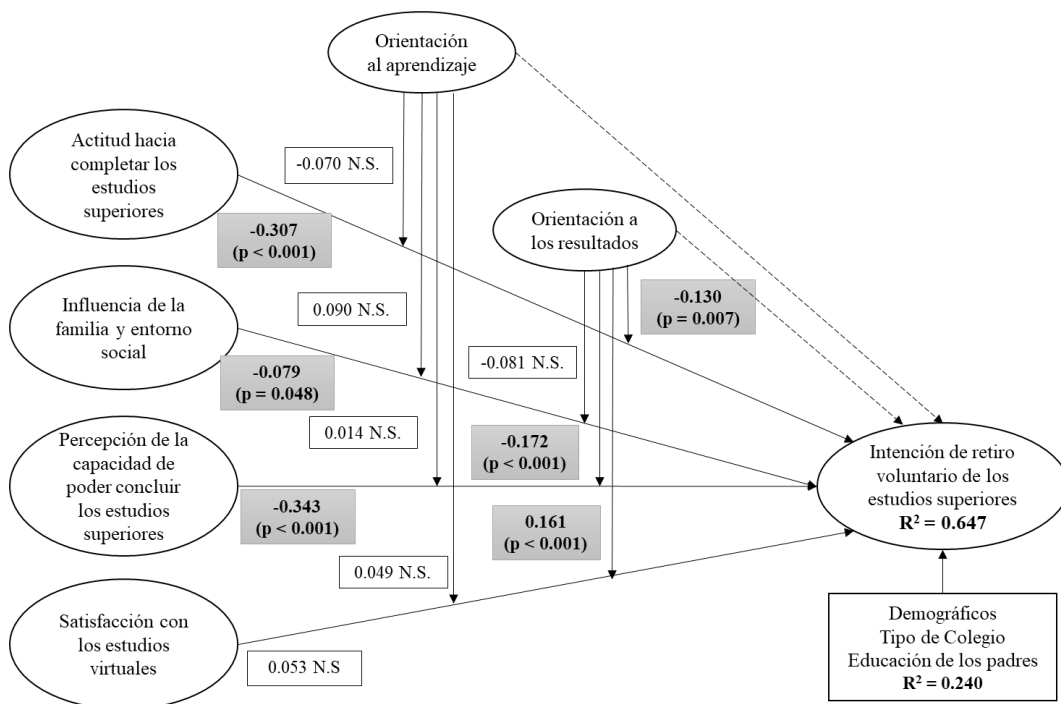 Orientación
al aprendizaje
Actitud hacia
completar los
estudios
superiores
-0.070 N.S.
-0.307
(p < 0.001)
Orientación a
los resultados
-0.130
(p = 0.007)
Influencia de la
familia y entorno
social
0.090 N.S.
-0.079
(p = 0.048)
-0.081 N.S.
0.014 N.S.
Percepción de la
capacidad de
poder concluir
los estudios
superiores
-0.343
(p < 0.001)
-0.172
(p < 0.001)
0.161
(p < 0.001)
Intención de retiro
voluntario de los
estudios superiores
R² = 0.647
0.049 N.S.
Satisfacción con
los estudios
virtuales
0.053 N.S
Demográficos
Tipo de Colegio
Educación de los padres
R² = 0.240